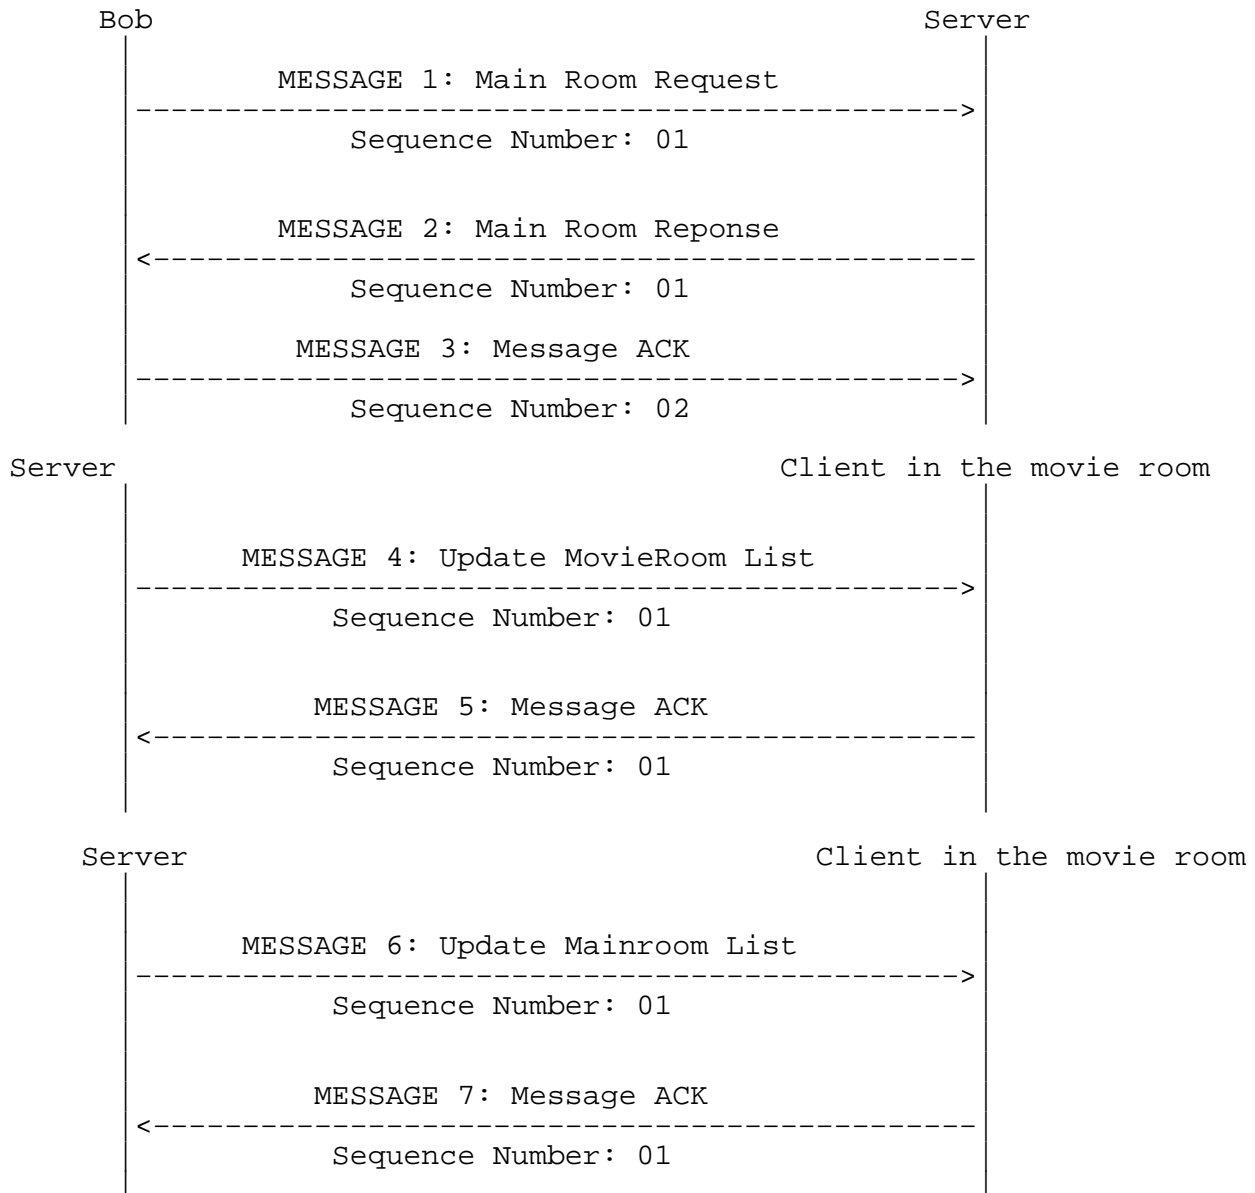 Bob Server
MESSAGE 1: Main Room Request
Sequence Number: 01
MESSAGE 2: Main Room Reponse
Sequence Number: 01
MESSAGE 3: Message ACK
Sequence Number: 02
Server Client in the movie room
MESSAGE 4: Update MovieRoom List
Sequence Number: 01
MESSAGE 5: Message ACK
Sequence Number: 01
Server Client in the movie room
MESSAGE 6: Update Mainroom List
Sequence Number: 01
MESSAGE 7: Message ACK
Sequence Number: 01